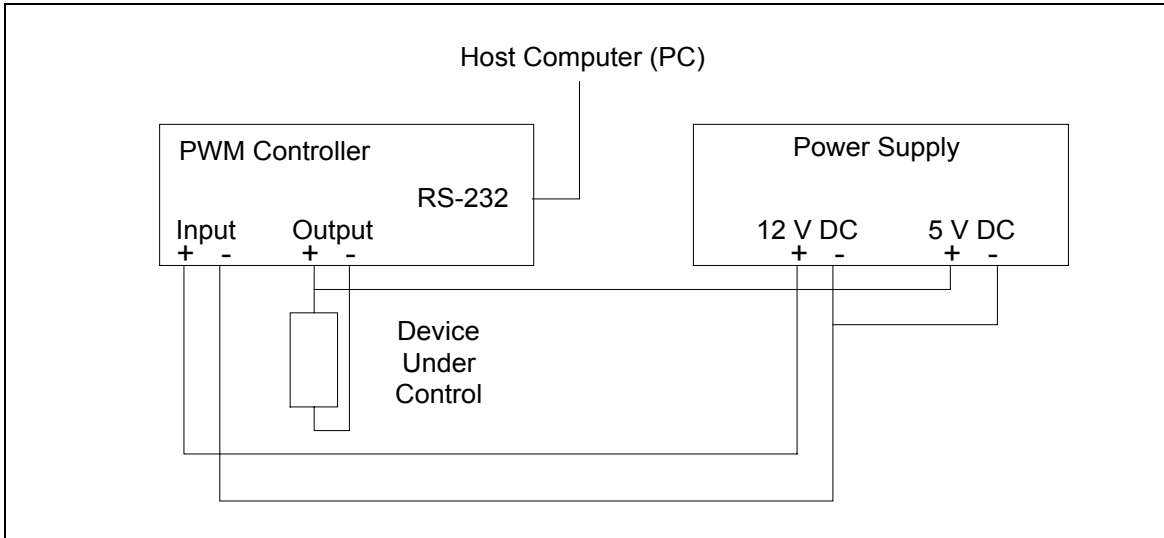 Host Computer (PC)
PWM Controller
RS-232
Input Output
+ - + -
Power Supply
12 V DC 5 V DC
+ - + -
Device
Under
Control